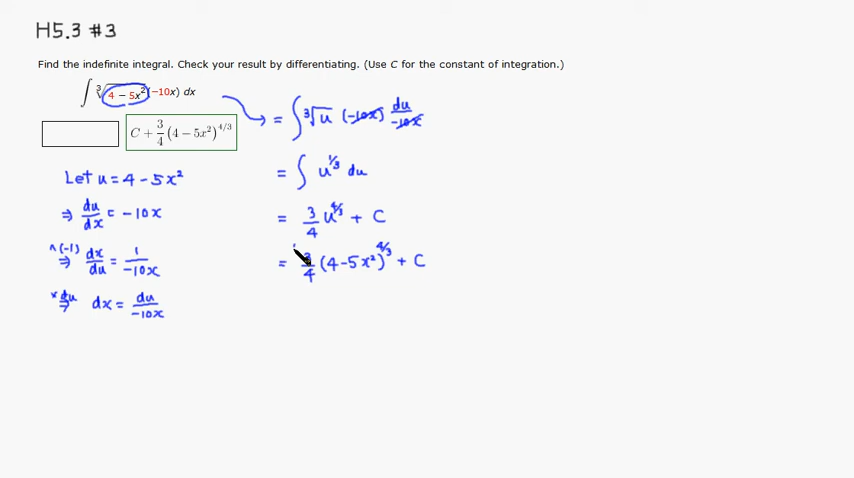 H5.3 #3
Find the indefinite integral. Check your result by differentiating. (Use C for the constant of integration.)
∫ ∛(4 − 5x²)(−10x) dx
C + 3/4 (4 − 5x²)^{4/3}
Let u = 4 − 5x²
⇒ du/dx = −10x
^(-1) ⇒ dx/du = 1/−10x
×du ⇒ dx = du/−10x
= ∫ ∛u (−10x) du/−10x
= ∫ u^{1/3} du
= 3/4 u^{4/3} + C
= 3/4 (4−5x²)^{4/3} + C